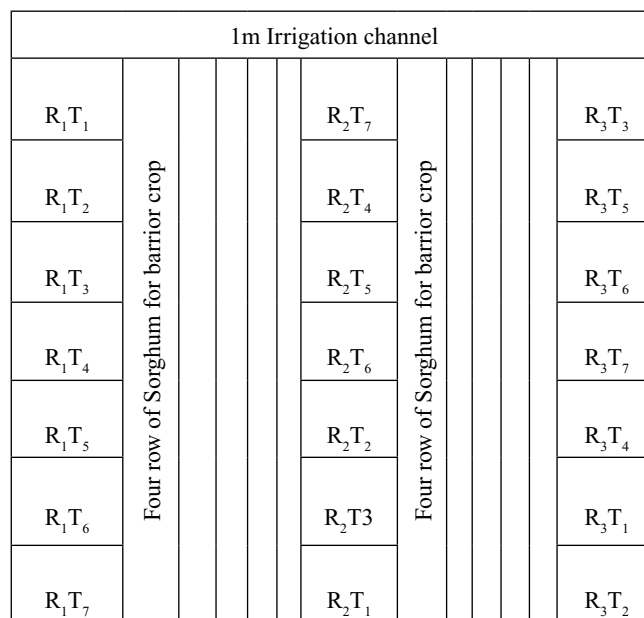 1m Irrigation channel
R₁T₁ R₂T₇ R₃T₃
R₁T₂ R₂T₄ R₃T₅
R₁T₃ R₂T₅ R₃T₆
R₁T₄ R₂T₆ R₃T₇
R₁T₅ R₂T₂ R₃T₄
R₁T₆ R₂T3 R₃T₁
R₁T₇ R₂T₁ R₃T₂
Four row of Sorghum for barrior crop
Four row of Sorghum for barrior crop